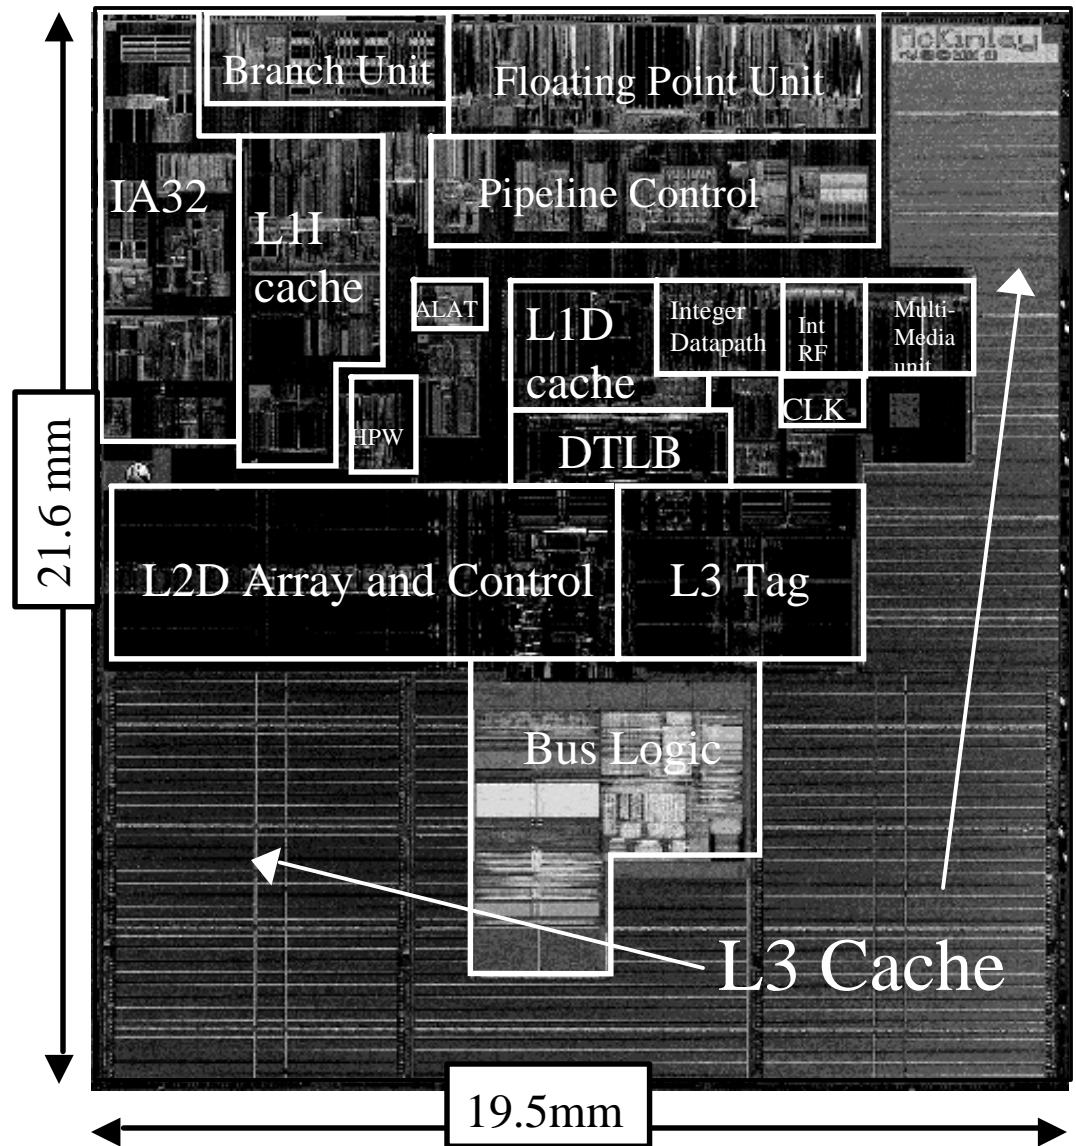 McKinley
Branch Unit
Floating Point Unit
IA32
L1I
cache
Pipeline Control
ALAT
L1D
cache
Integer
Datapath
Int
RF
Multi-
Media
unit
HPW
CLK
DTLB
21.6 mm
L2D Array and Control
L3 Tag
Bus Logic
L3 Cache
19.5mm